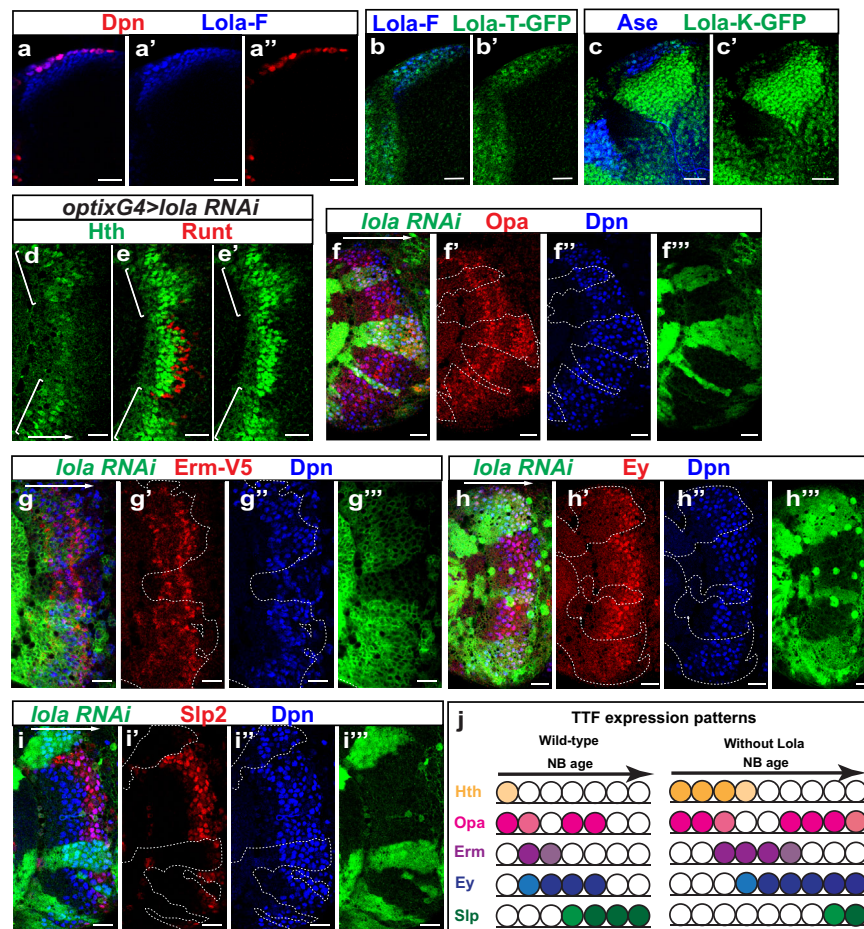 Dpn Lola-F
a a' a''
Lola-F Lola-T-GFP
b b'
Ase Lola-K-GFP
c c'
optixG4>lola RNAi
Hth Runt
d e e'
lola RNAi Opa Dpn
f f' f'' f'''
lola RNAi Erm-V5 Dpn
g g' g'' g'''
lola RNAi Ey Dpn
h h' h'' h'''
lola RNAi Slp2 Dpn
i i' i'' i'''
j TTF expression patterns
Wild-type Without Lola
NB age NB age
Hth
Opa
Erm
Ey
Slp